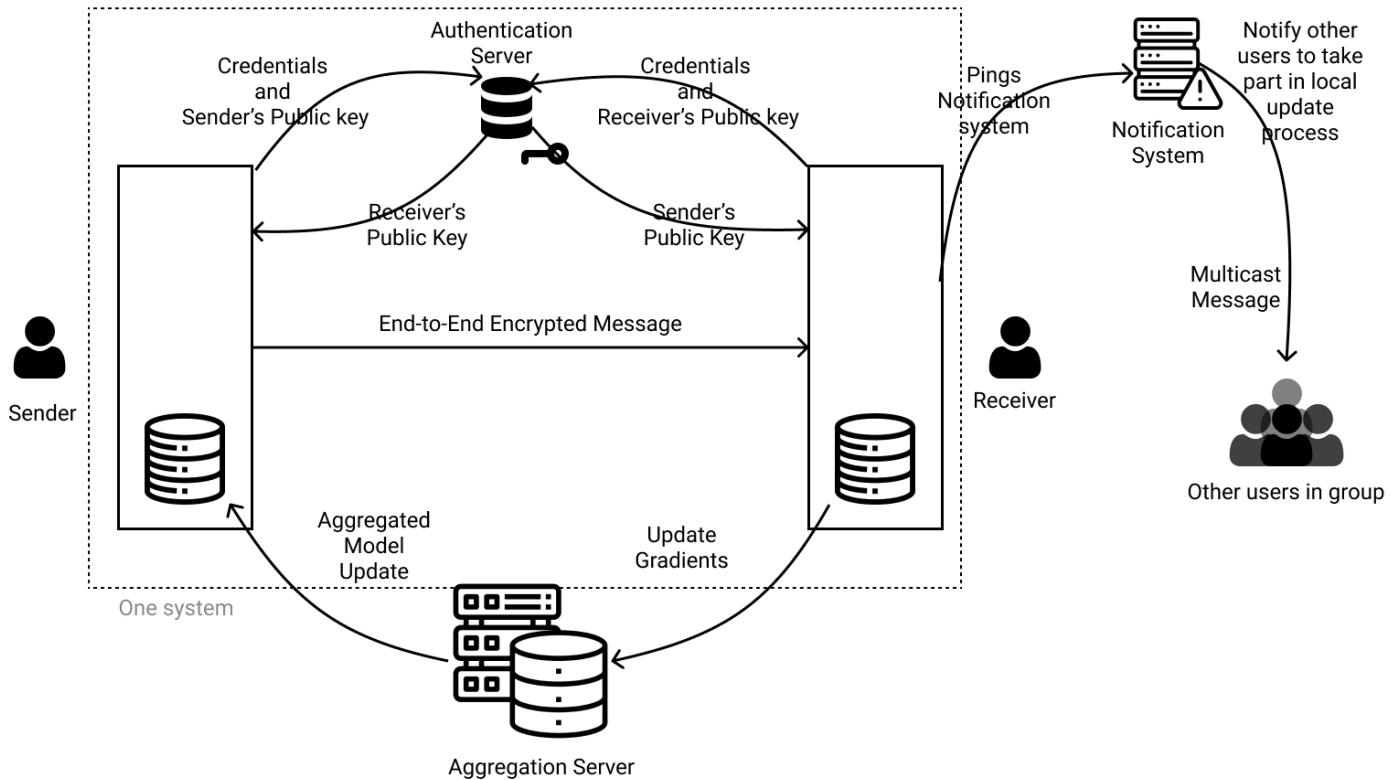 Authentication
Server
Credentials
and
Sender's Public key
Credentials
and
Receiver's Public key
Pings
Notification
system
Notify other
users to take
part in local
update
process
Notification
System
Receiver's
Public Key
Sender's
Public Key
Multicast
Message
End-to-End Encrypted Message
Sender
Receiver
Other users in group
Aggregated
Model
Update
Update
Gradients
One system
Aggregation Server